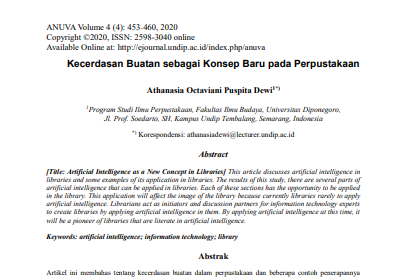 ANUVA Volume 4 (4): 453-460, 2020
Copyright ©2020, ISSN: 2598-3040 online
Available Online at: http://ejournal.undip.ac.id/index.php/anuva
Kecerdasan Buatan sebagai Konsep Baru pada Perpustakaan
Athanasia Octaviani Puspita Dewi1*)
1Program Studi Ilmu Perpustakaan, Fakultas Ilmu Budaya, Universitas Diponegoro,
Jl. Prof. Soedarto, SH, Kampus Undip Tembalang, Semarang, Indonesia
*) Korespondensi: athanasiadewi@lecturer.undip.ac.id
Abstract
[Title: Artificial Intelligence as a New Concept in Libraries] This article discusses artificial intelligence in
libraries and some examples of its application in libraries. The results of this study, there are several parts of
artificial intelligence that can be applied in libraries. Each of these sections has the opportunity to be applied
in the library. This application will affect the image of the library because currently libraries rarely to apply
artificial intelligence. Librarians act as initiators and discussion partners for information technology experts
to create libraries by applying artificial intelligence in them. By applying artificial intelligence at this time, it
will be a pioneer of libraries that are literate in artificial intelligence.
Keywords: artificial intelligence; information technology; library
Abstrak
Artikel ini membahas tentang kecerdasan buatan dalam perpustakaan dan beberapa contoh penerapannya